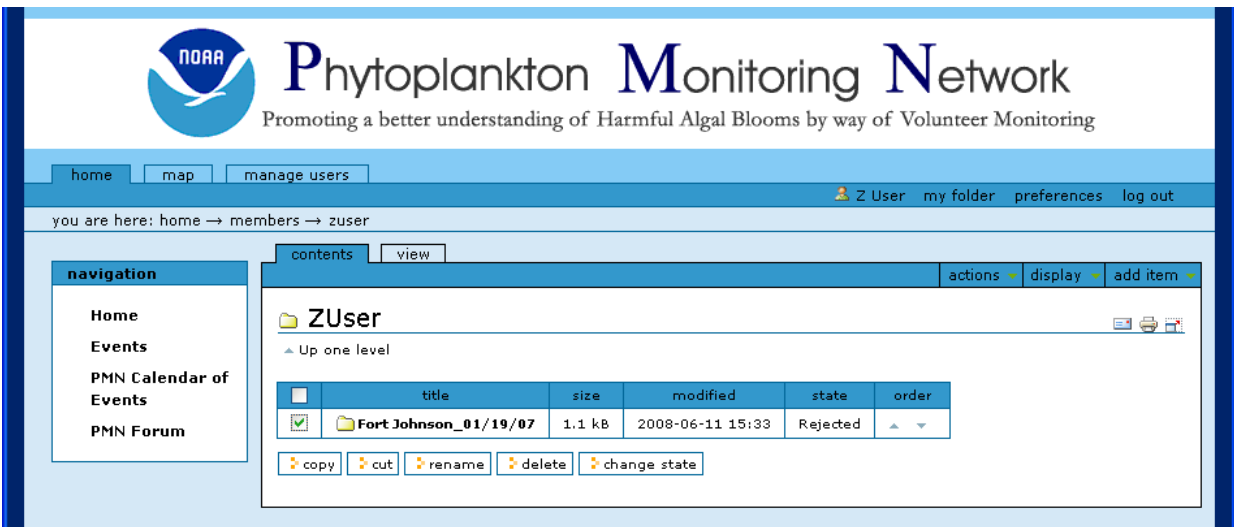 NOAA
Phytoplankton Monitoring Network
Promoting a better understanding of Harmful Algal Blooms by way of Volunteer Monitoring
home map manage users
Z User my folder preferences log out
you are here: home → members → zuser
contents view
navigation
actions display add item
Home
Events
PMN Calendar of
Events
PMN Forum
ZUser
Up one level
title size modified state order
Fort Johnson_01/19/07 1.1 kB 2008-06-11 15:33 Rejected
copy cut rename delete change state